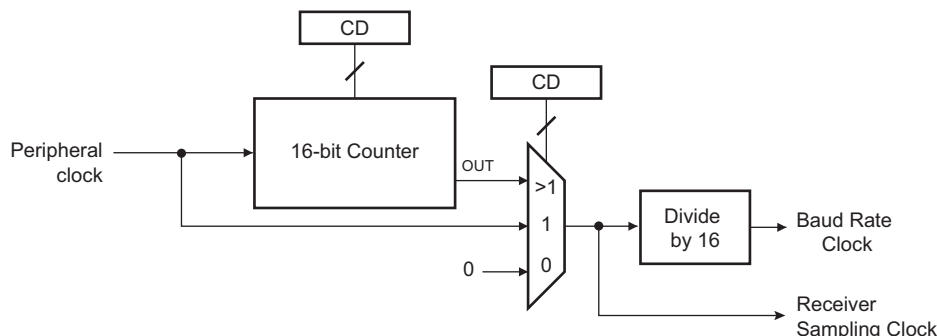 CD
CD
Peripheral
clock
16-bit Counter
OUT
>1
1
0
0
Divide
by 16
Baud Rate
Clock
Receiver
Sampling Clock